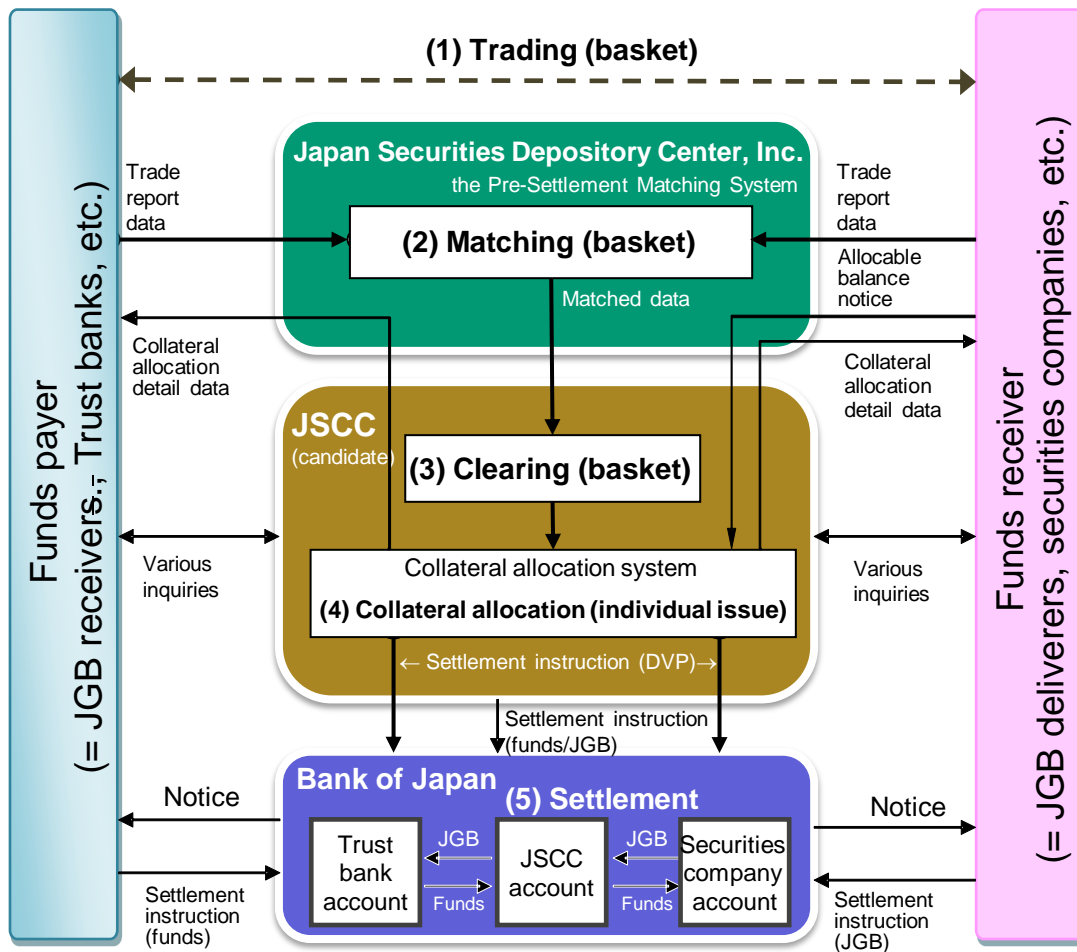 Funds payer
(= JGB receivers., Trust banks, etc.)
(1) Trading (basket)
Japan Securities Depository Center, Inc.
the Pre-Settlement Matching System
Trade
report
data
(2) Matching (basket)
Trade
report
data
Allocable
balance
notice
Matched data
Collateral
allocation
detail data
Collateral
allocation
detail data
JSCC
(candidate)
(3) Clearing (basket)
Various
inquiries
Collateral allocation system
(4) Collateral allocation (individual issue)
Various
inquiries
← Settlement instruction (DVP)→
Settlement instruction
(funds/JGB)
Bank of Japan
(5) Settlement
Notice
Notice
Trust
bank
account
JGB
Funds
JSCC
account
JGB
Funds
Securities
company
account
Settlement
instruction
(funds)
Settlement
instruction
(JGB)
Funds receiver
(= JGB deliverers, securities companies, etc.)